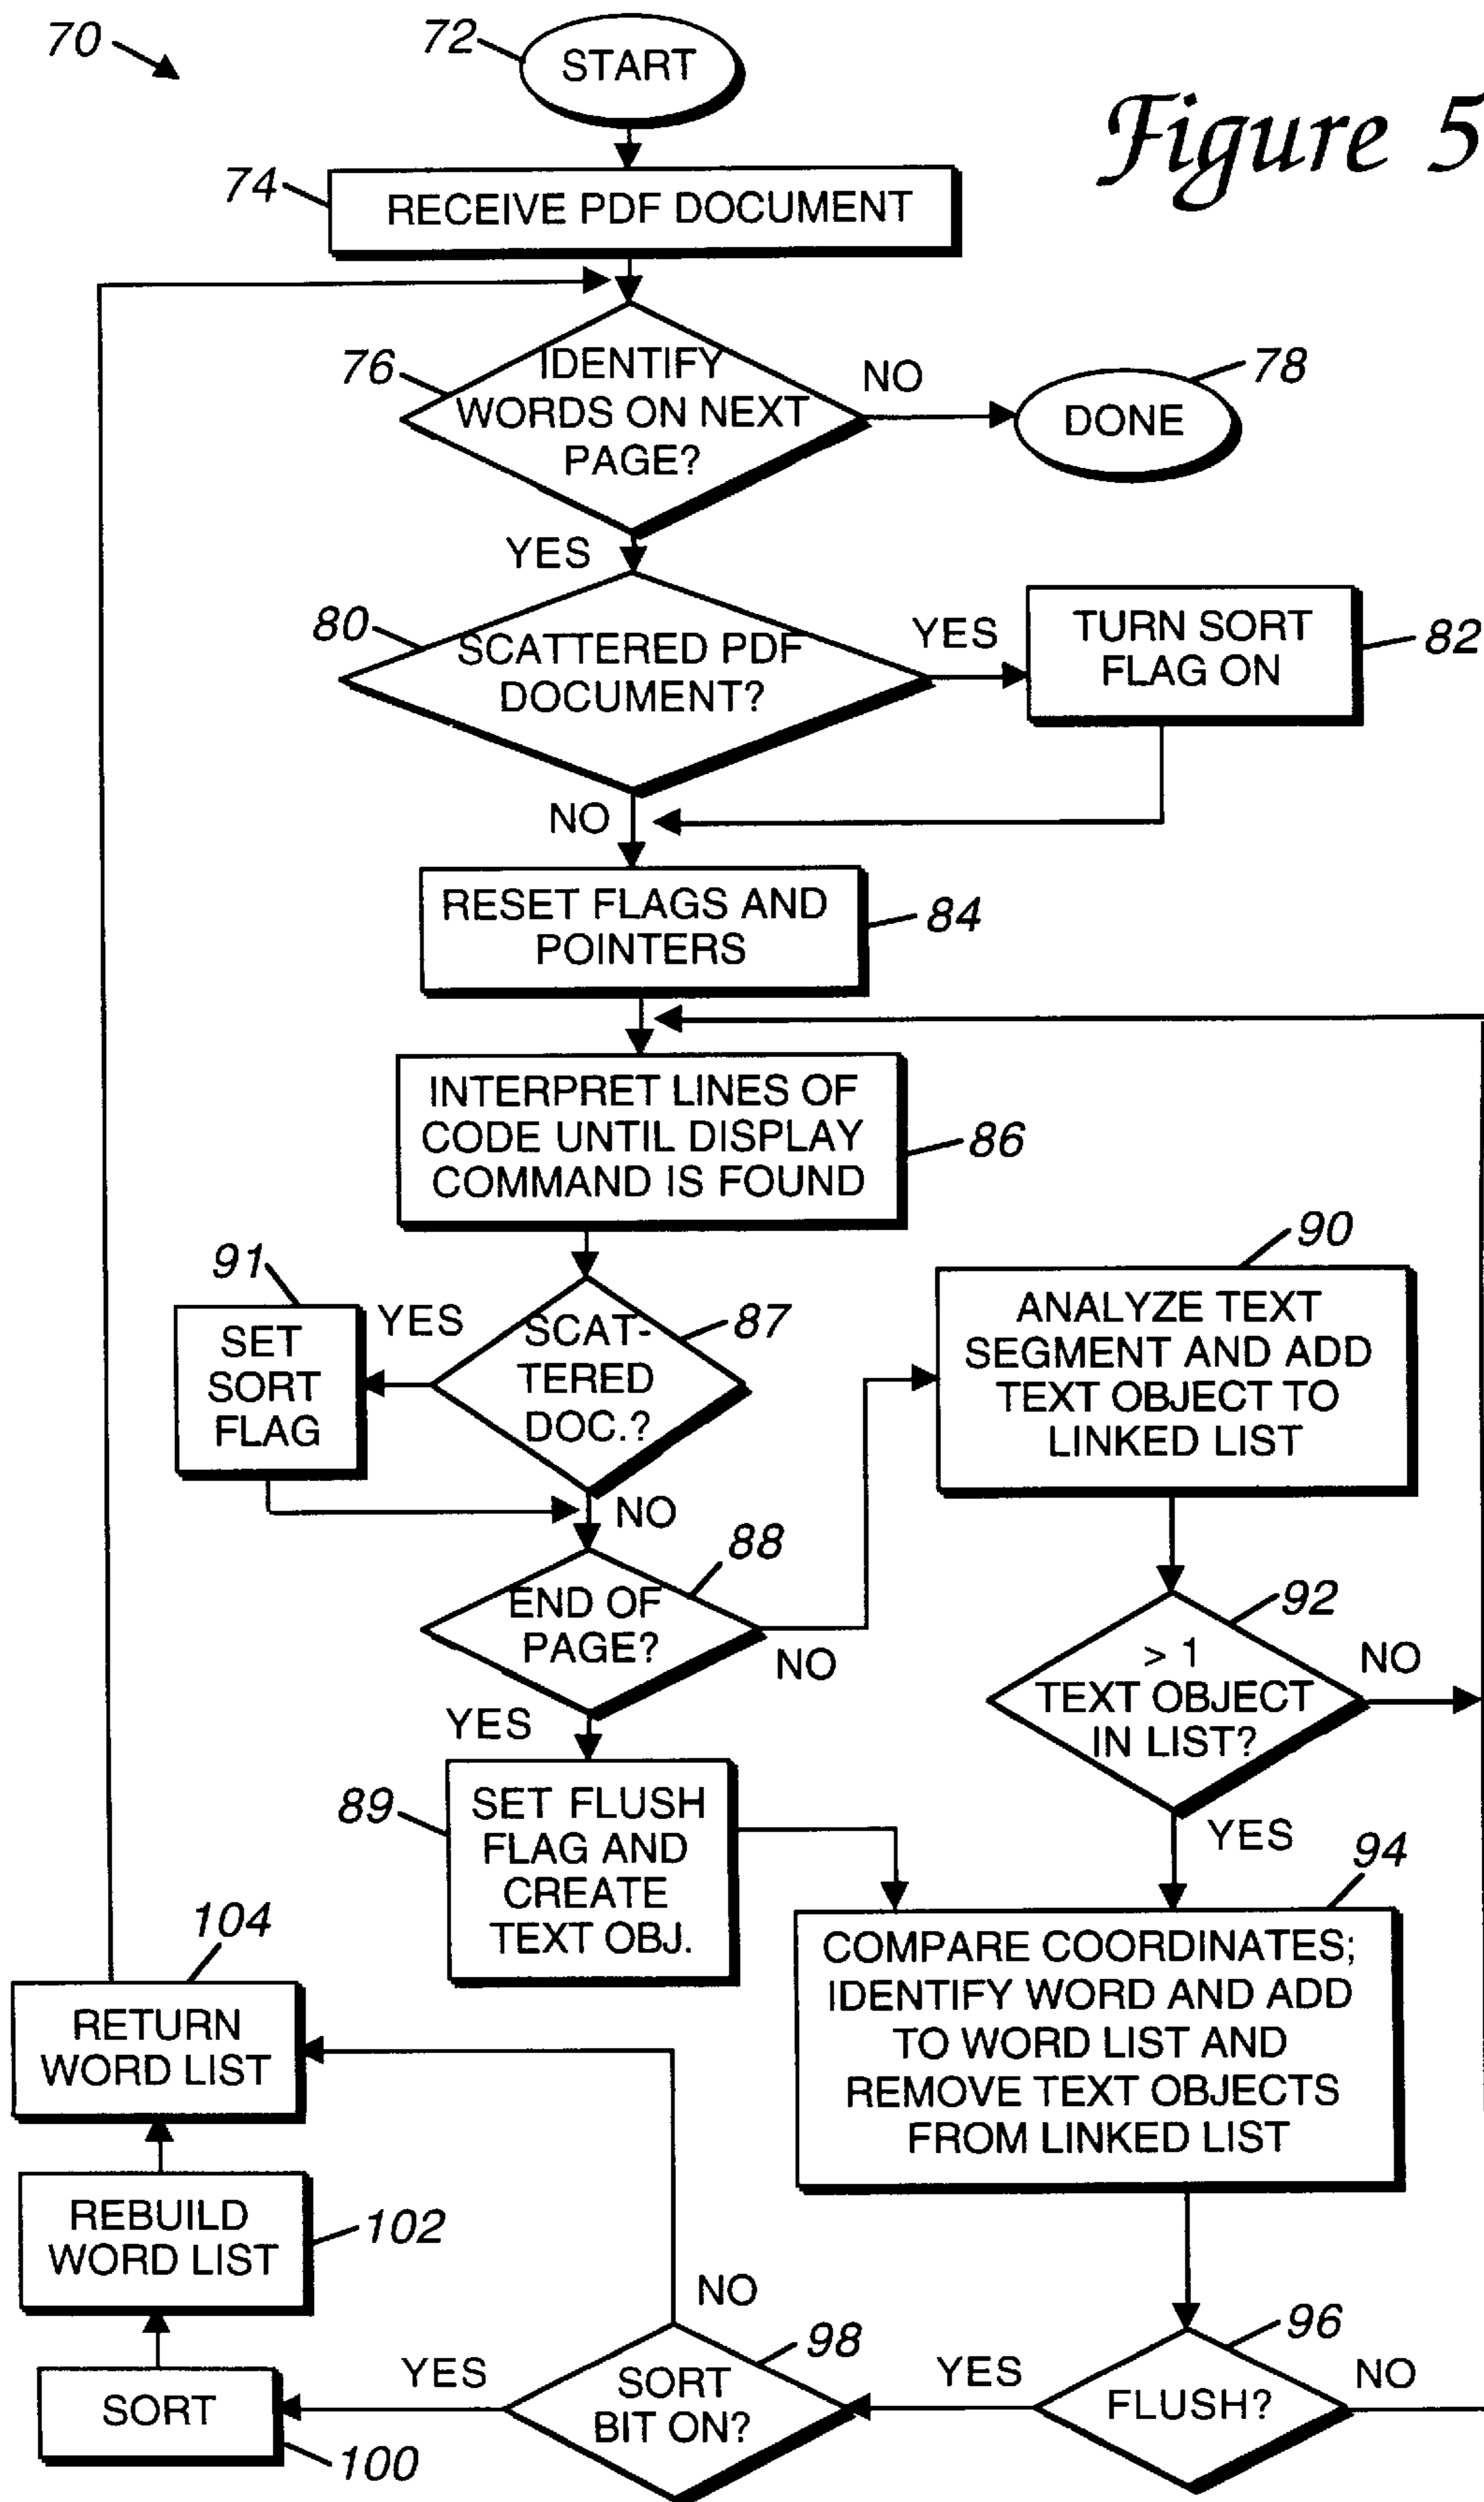 70
72
START
Figure 5
74
RECEIVE PDF DOCUMENT
76
IDENTIFY
WORDS ON NEXT
PAGE?
NO
78
DONE
YES
80
SCATTERED PDF
DOCUMENT?
YES
TURN SORT
FLAG ON
82
NO
RESET FLAGS AND
POINTERS
84
INTERPRET LINES OF
CODE UNTIL DISPLAY
COMMAND IS FOUND
86
91
YES
SET
SORT
FLAG
SCAT-
TERED
DOC.?
87
NO
90
ANALYZE TEXT
SEGMENT AND ADD
TEXT OBJECT TO
LINKED LIST
88
END OF
PAGE?
NO
YES
92
> 1
TEXT OBJECT
IN LIST?
NO
YES
89
SET FLUSH
FLAG AND
CREATE
TEXT OBJ.
94
COMPARE COORDINATES;
IDENTIFY WORD AND ADD
TO WORD LIST AND
REMOVE TEXT OBJECTS
FROM LINKED LIST
104
RETURN
WORD LIST
REBUILD
WORD LIST
102
NO
98
SORT
BIT ON?
YES
YES
96
FLUSH?
NO
SORT
100